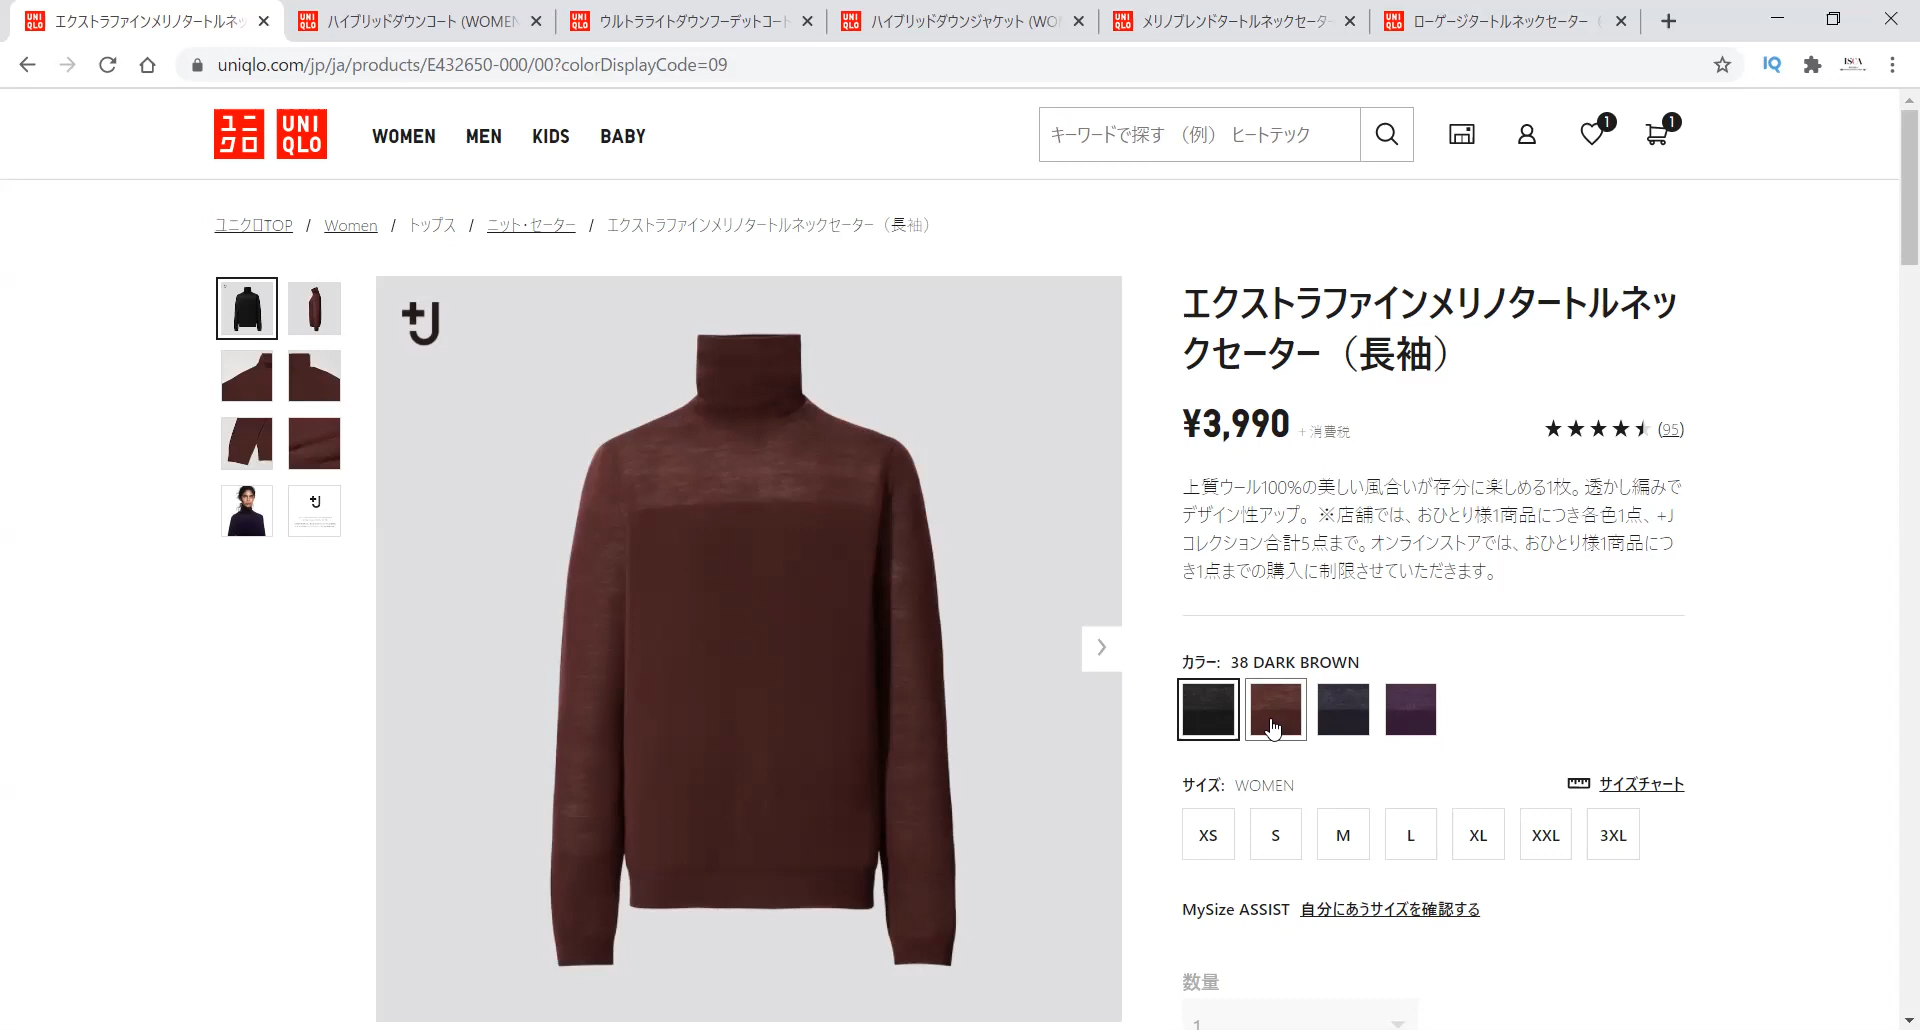 エクストラファインメリノタートルネッ
ハイブリッドダウンコート (WOMEN
ウルトラライトダウンフーデットコート
ハイブリッドダウンジャケット (WO
メリノブレンドタートルネックセーター
ローゲージタートルネックセーター
uniqlo.com/jp/ja/products/E432650-000/00?colorDisplayCode=09
IQ
ISCA
ユニクロ
UNIQLO
WOMEN
MEN
KIDS
BABY
キーワードで探す (例) ヒートテック
1
1
ユニクロTOP / Women / トップス / ニット・セーター / エクストラファインメリノタートルネックセーター(長袖)
+J
エクストラファインメリノタートルネッ
クセーター(長袖)
¥3,990 + 消費税
(95)
上質ウール100%の美しい風合いが存分に楽しめる1枚。透かし編みで
デザイン性アップ。※店舗では、おひとり様1商品につき各色1点、+J
コレクション合計5点まで。オンラインストアでは、おひとり様1商品につ
き1点までの購入に制限させていただきます。
カラー: 38 DARK BROWN
サイズ: WOMEN
サイズチャート
XS
S
M
L
XL
XXL
3XL
MySize ASSIST 自分にあうサイズを確認する
数量
1
+J